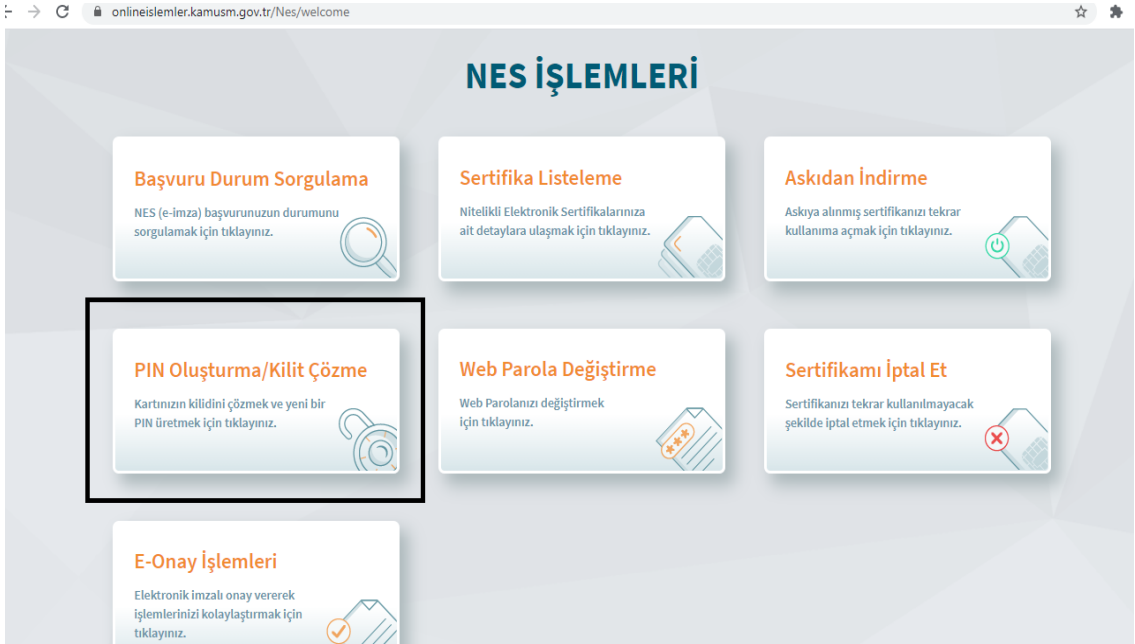 onlineislemler.kamusm.gov.tr/Nes/welcome
NES İŞLEMLERİ
Başvuru Durum Sorgulama
NES (e-imza) başvurunuzun durumunu
sorgulamak için tıklayınız.
Sertifika Listeleme
Nitelikli Elektronik Sertifikalarınıza
ait detaylara ulaşmak için tıklayınız.
Askıdan İndirme
Askıya alınmış sertifikanızı tekrar
kullanıma açmak için tıklayınız.
PIN Oluşturma/Kilit Çözme
Kartınızın kilidini çözmek ve yeni bir
PIN üretmek için tıklayınız.
Web Parola Değiştirme
Web Parolanızı değiştirmek
için tıklayınız.
Sertifikamı İptal Et
Sertifikanızı tekrar kullanılmayacak
şekilde iptal etmek için tıklayınız.
E-Onay İşlemleri
Elektronik imzalı onay vererek
işlemlerinizi kolaylaştırmak için
tıklayınız.